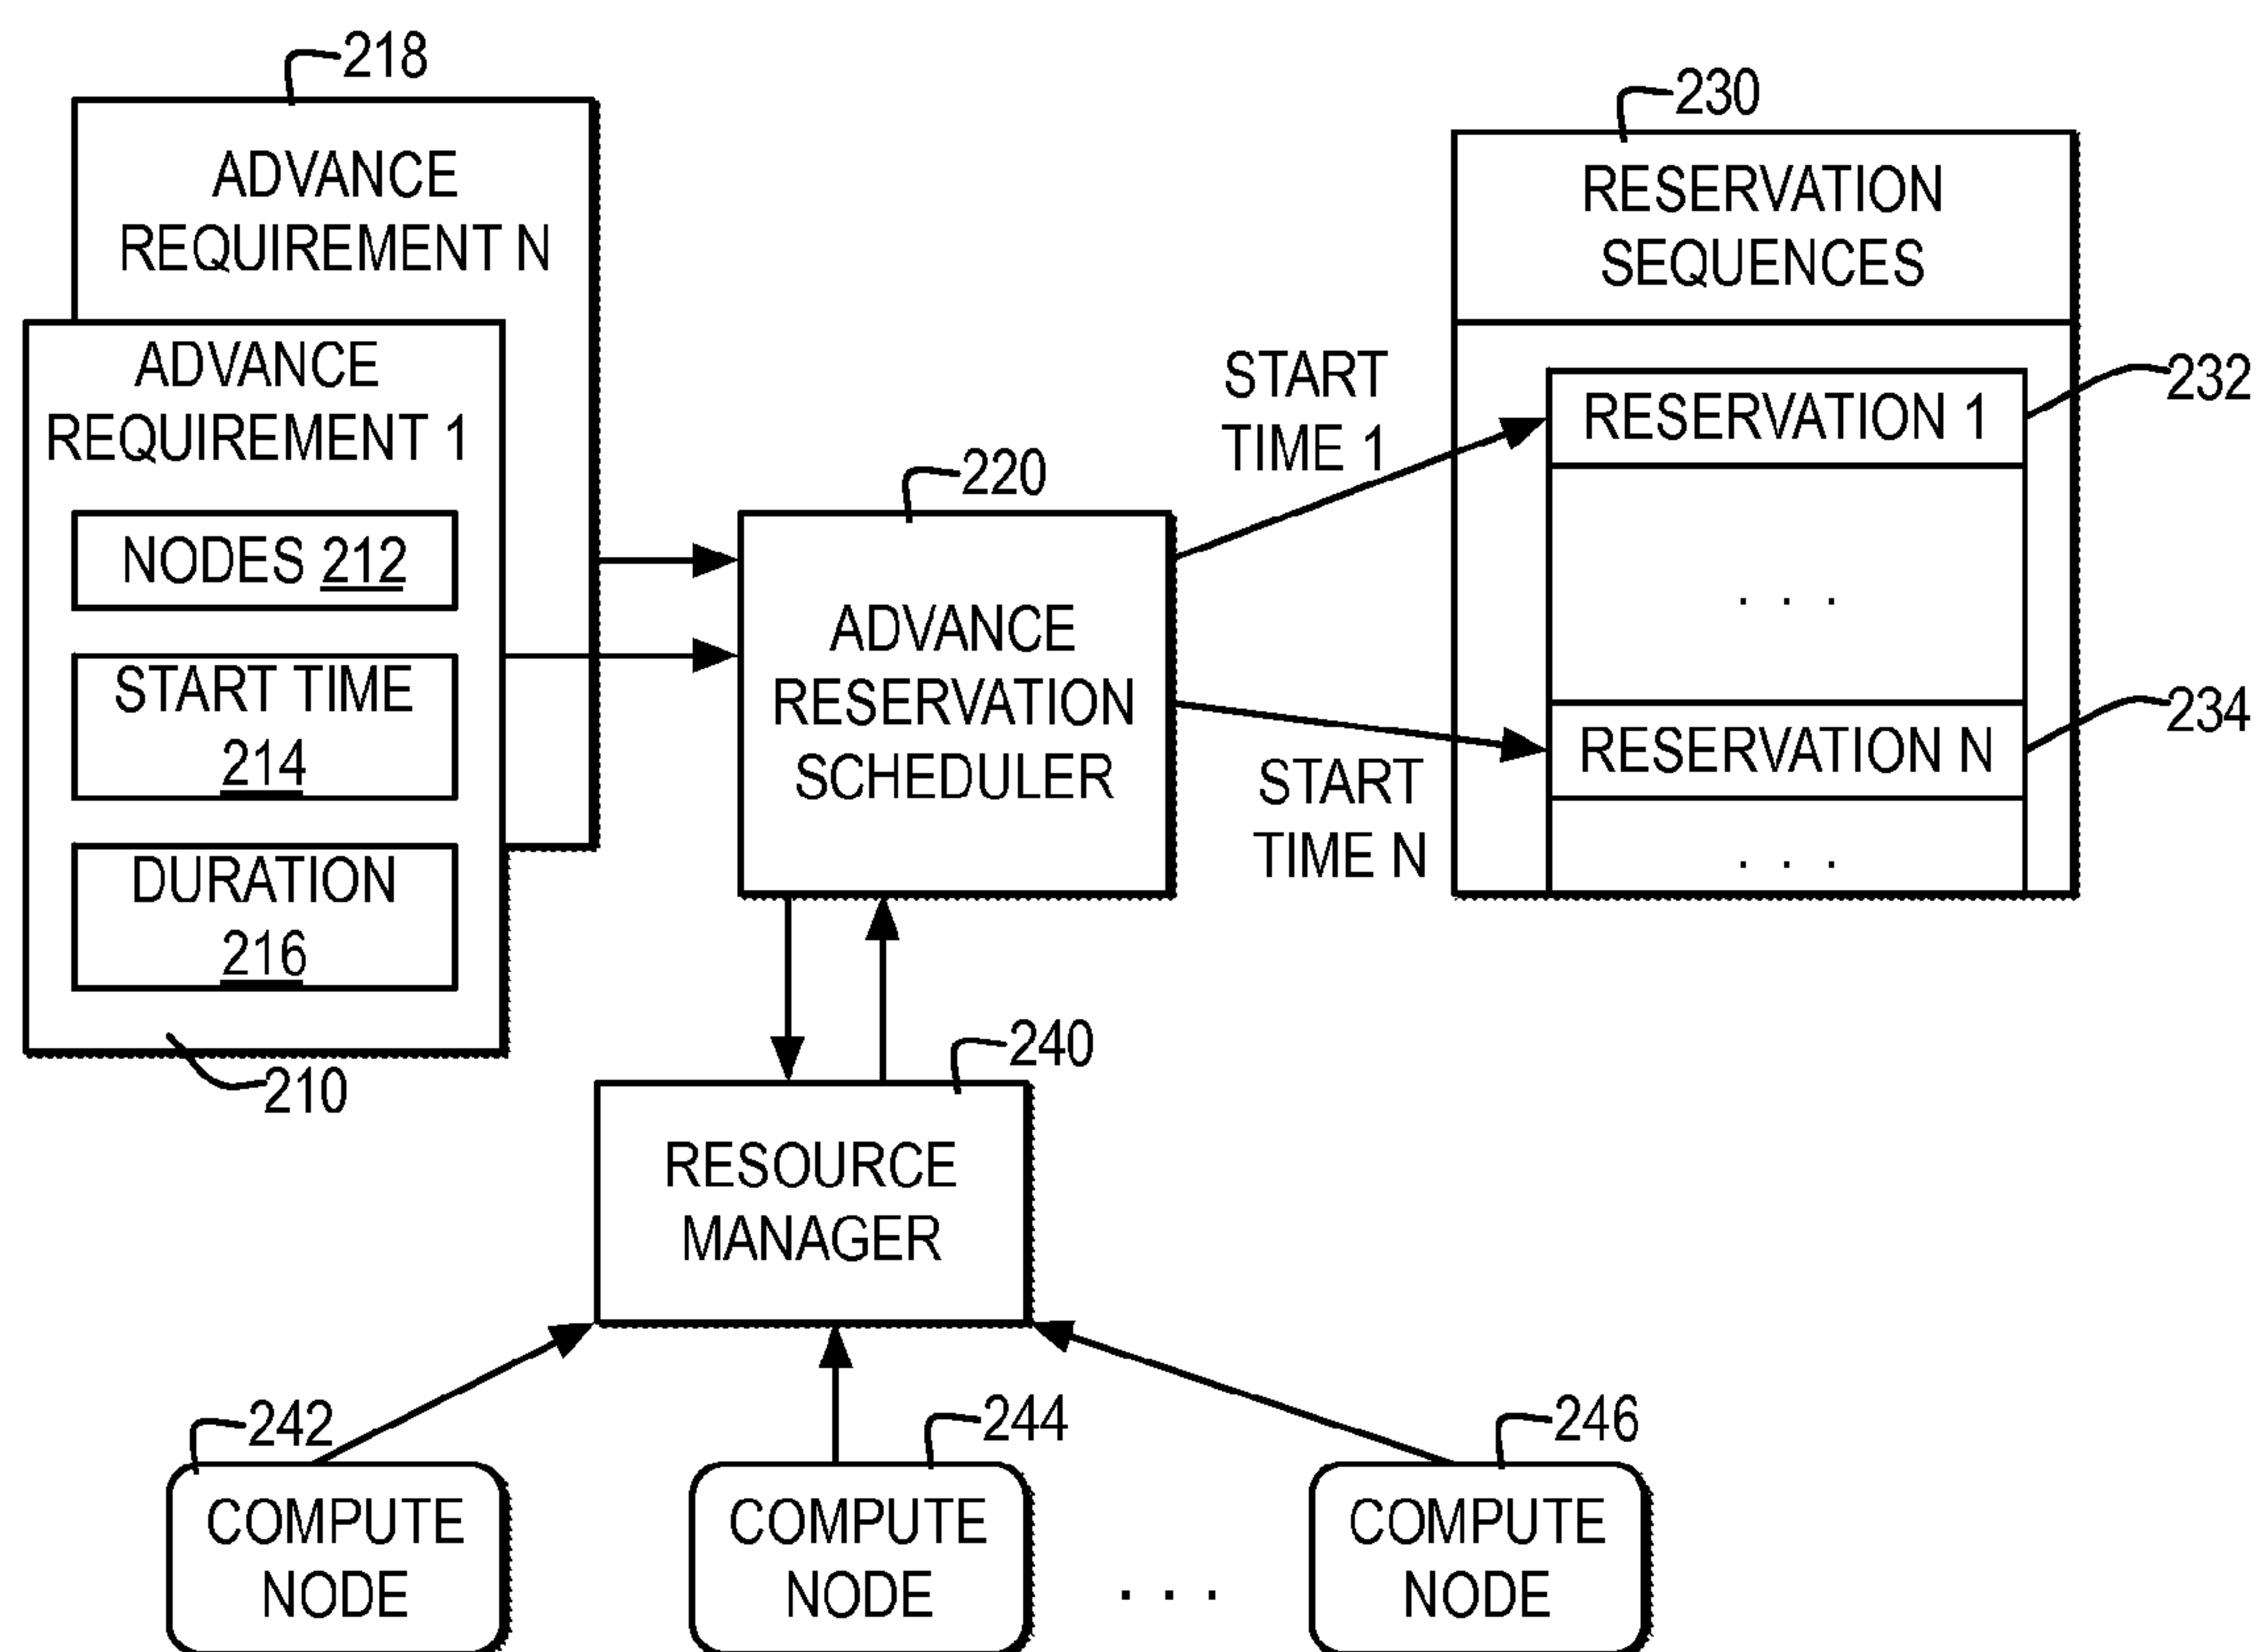 218
ADVANCE
REQUIREMENT N
ADVANCE
REQUIREMENT 1
NODES 212
START TIME
214
DURATION
216
210
220
ADVANCE
RESERVATION
SCHEDULER
START
TIME 1
START
TIME N
230
RESERVATION
SEQUENCES
RESERVATION 1
232
. . .
RESERVATION N
234
. . .
240
RESOURCE
MANAGER
242
COMPUTE
NODE
244
COMPUTE
NODE
. . .
246
COMPUTE
NODE